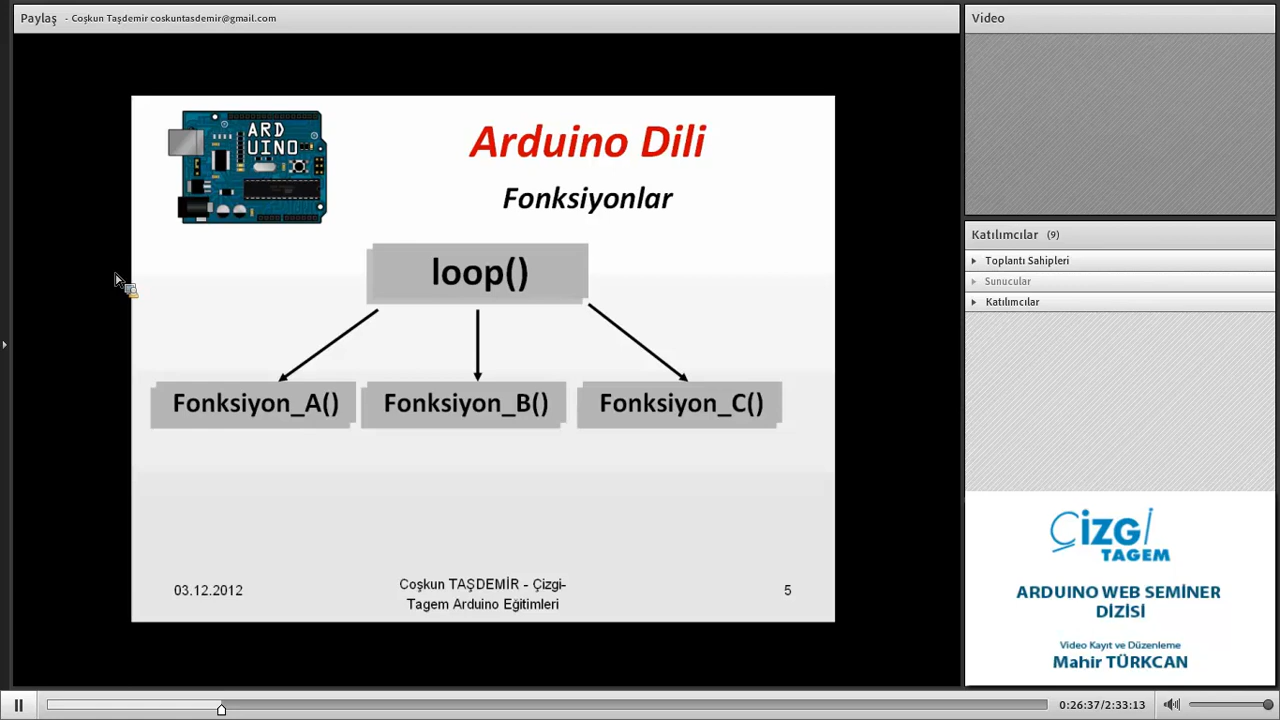 Paylaş - Coşkun Taşdemir coskuntasdemir@gmail.com
Video
ARD
UINO
Arduino Dili
Fonksiyonlar
loop()
Fonksiyon_A() Fonksiyon_B() Fonksiyon_C()
03.12.2012
Coşkun TAŞDEMİR - Çizgi-
Tagem Arduino Eğitimleri
5
Katılımcılar (9)
Toplantı Sahipleri
Sunucular
Katılımcılar
ÇİZGİ
TAGEM
ARDUINO WEB SEMİNER
DİZİSİ
Video Kayıt ve Düzenleme
Mahir TÜRKCAN
0:26:37/2:33:13